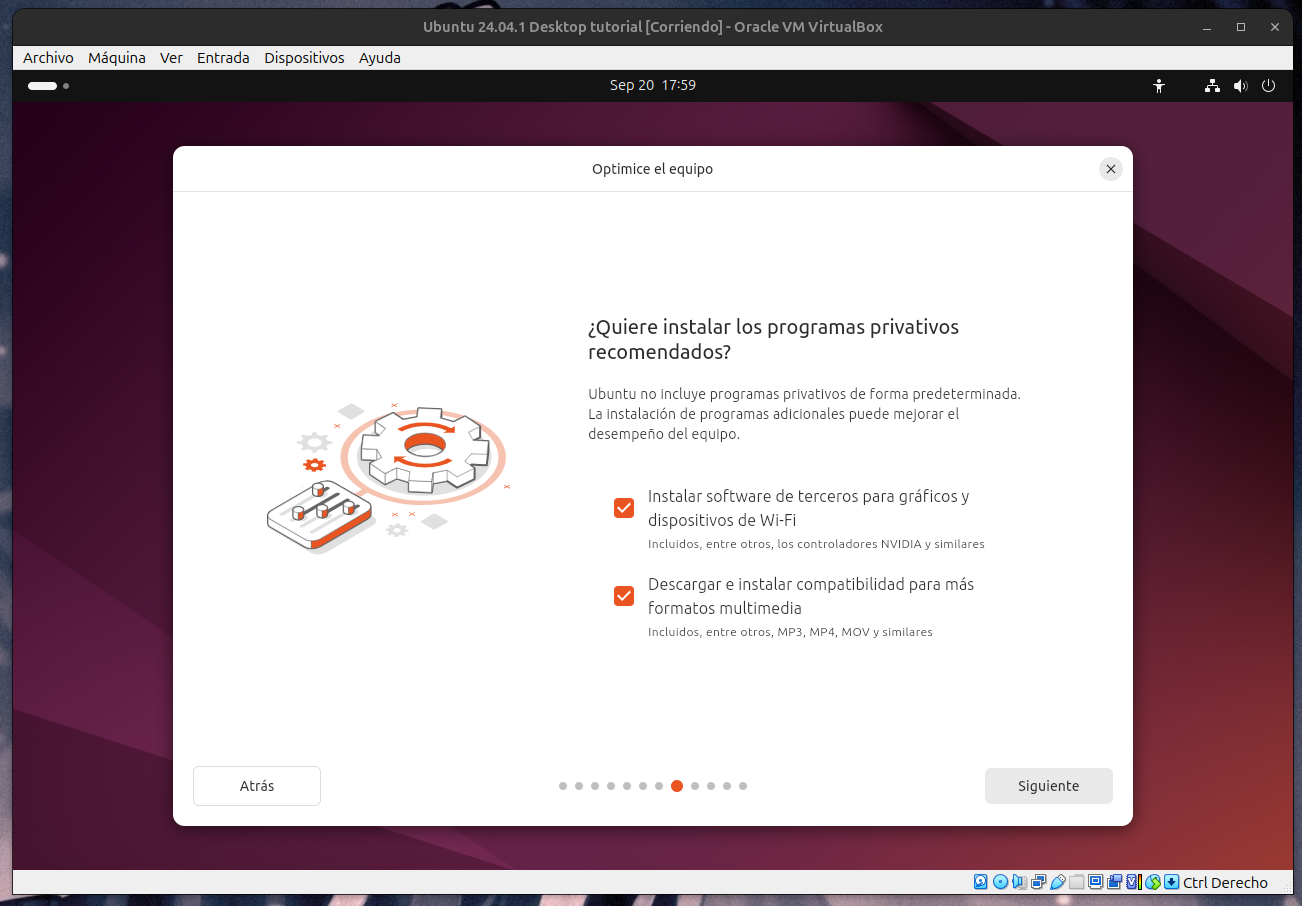 Ubuntu 24.04.1 Desktop tutorial [Corriendo] - Oracle VM VirtualBox
Archivo Máquina Ver Entrada Dispositivos Ayuda
Sep 20 17:59
Optimice el equipo
¿Quiere instalar los programas privativos
recomendados?
Ubuntu no incluye programas privativos de forma predeterminada.
La instalación de programas adicionales puede mejorar el
desempeño del equipo.
Instalar software de terceros para gráficos y
dispositivos de Wi-Fi
Incluidos, entre otros, los controladores NVIDIA y similares
Descargar e instalar compatibilidad para más
formatos multimedia
Incluidos, entre otros, MP3, MP4, MOV y similares
Atrás
Siguiente
Ctrl Derecho